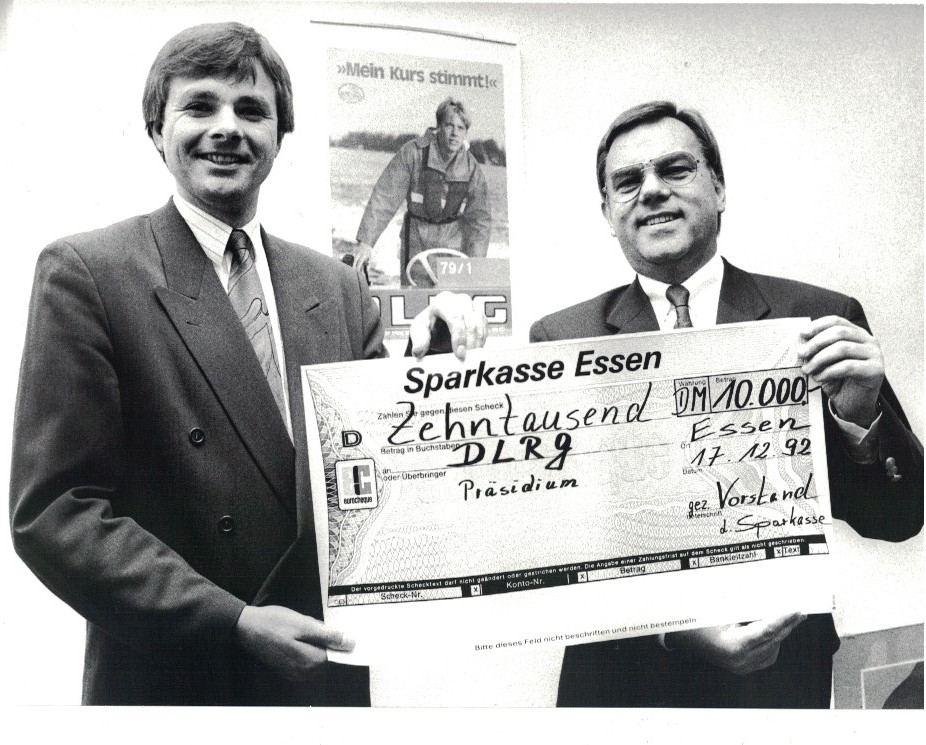 »Mein Kurs stimmt!«
79/1
DLRG
Sparkasse Essen
Zahlen Sie gegen diesen Scheck
Zehntausend
Währung
Betrag
DM 10.000
Betrag in Buchstaben
D
an DLRG
oder Überbringer
Präsidium
Ort
Essen
17.12.92
Datum
eurocheque
gez. Vorstand
Unterschrift
d. Sparkasse
Der vorgedruckte Schecktext darf nicht geändert oder gestrichen werden. Die Angabe einer Zahlungsfrist auf dem Scheck gilt als nicht geschrieben.
Scheck-Nr. X Konto-Nr. X Betrag X Bankleitzahl X Text
Bitte dieses Feld nicht beschriften und nicht bestempeln